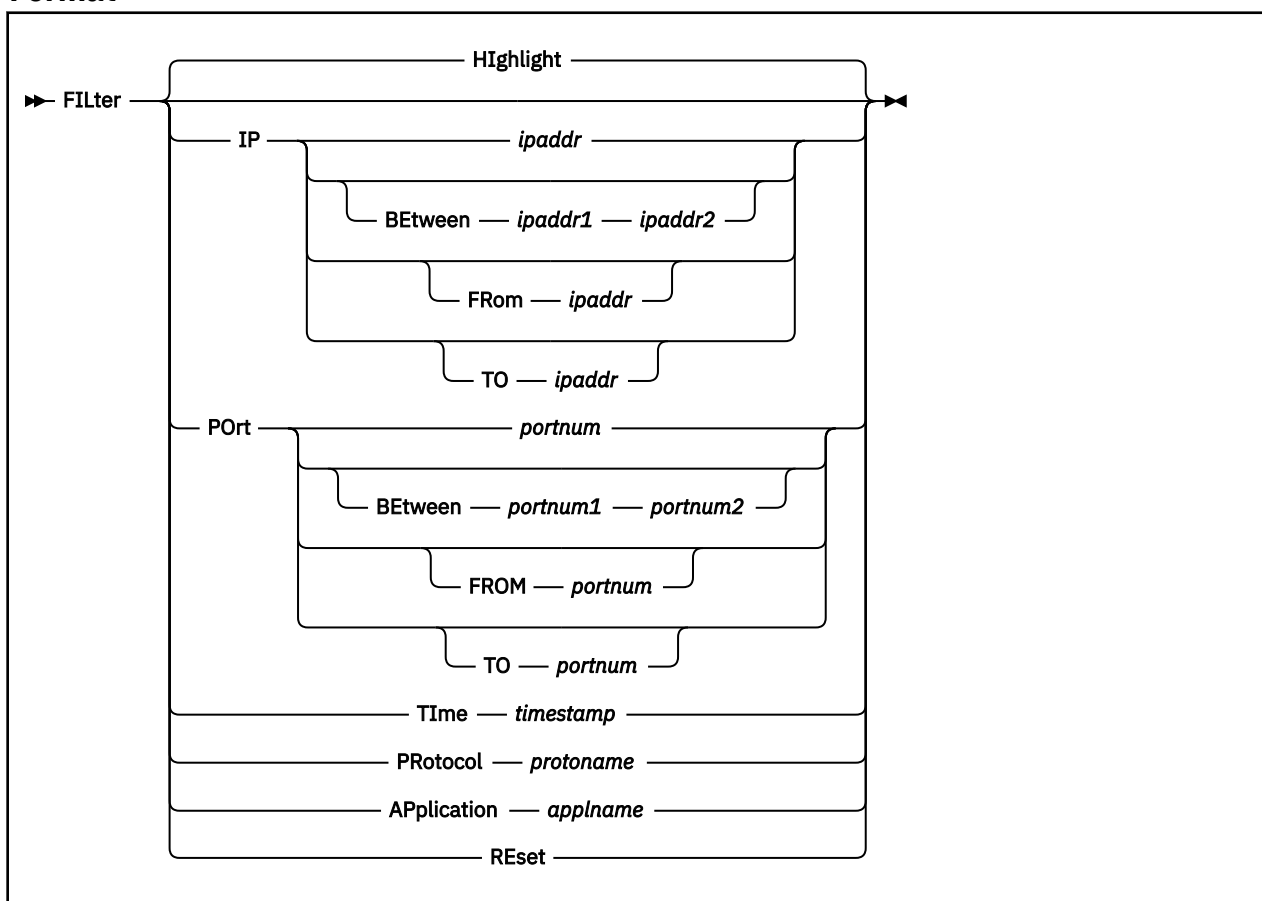 HIghlight
FILter
IP ipaddr
BEtween ipaddr1 ipaddr2
FRom ipaddr
TO ipaddr
POrt portnum
BEtween portnum1 portnum2
FROM portnum
TO portnum
TIme timestamp
PRotocol protoname
APplication applname
REset